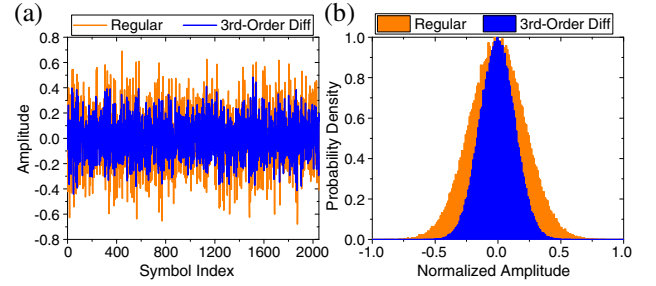 (a) Regular 3rd-Order Diff
0.8
0.6
0.4
0.2
0.0
-0.2
-0.4
-0.6
-0.8
Amplitude
0 400 800 1200 1600 2000
Symbol Index
(b) Regular 3rd-Order Diff
1.0
0.8
0.6
0.4
0.2
0.0
Probability Density
-1.0 -0.5 0.0 0.5 1.0
Normalized Amplitude